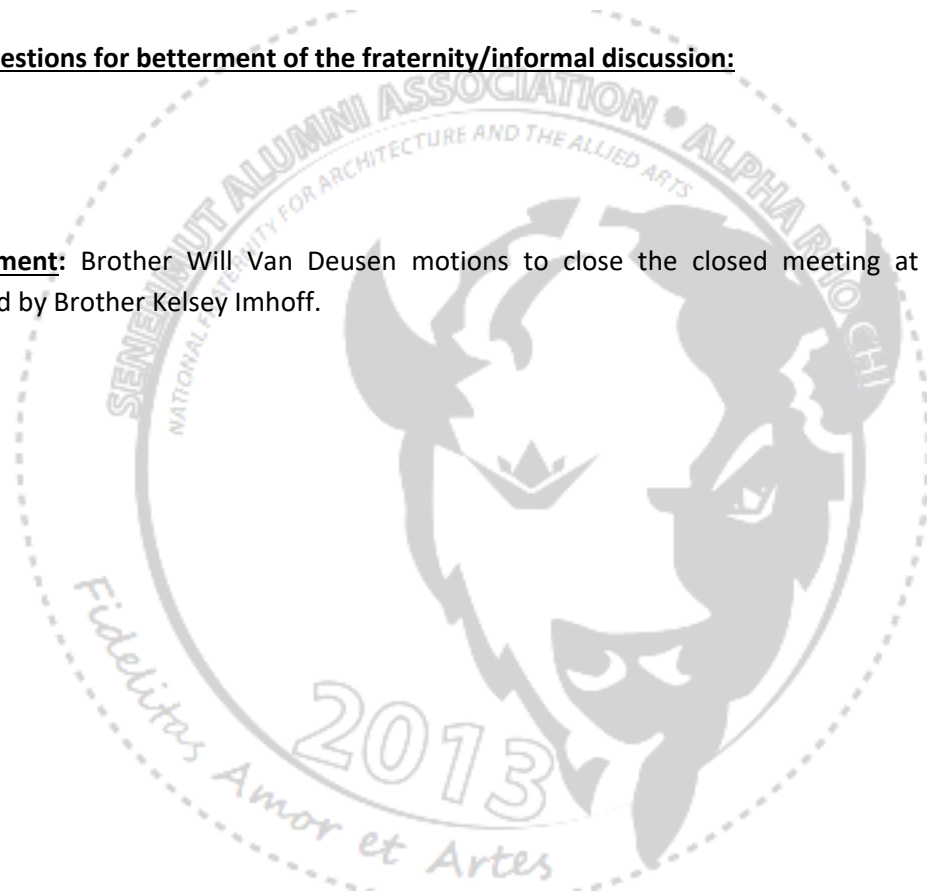 estions for betterment of the fraternity/informal discussion:
SENENMUT ALUMNI ASSOCIATION • ALPHA RHO CHI
NATIONAL FRATERNITY FOR ARCHITECTURE AND THE ALLIED ARTS
ment: Brother Will Van Deusen motions to close the closed meeting at
d by Brother Kelsey Imhoff.
2013
Fidelitas Amor et Artes